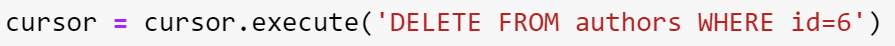 cursor = cursor.execute('DELETE FROM authors WHERE id=6')